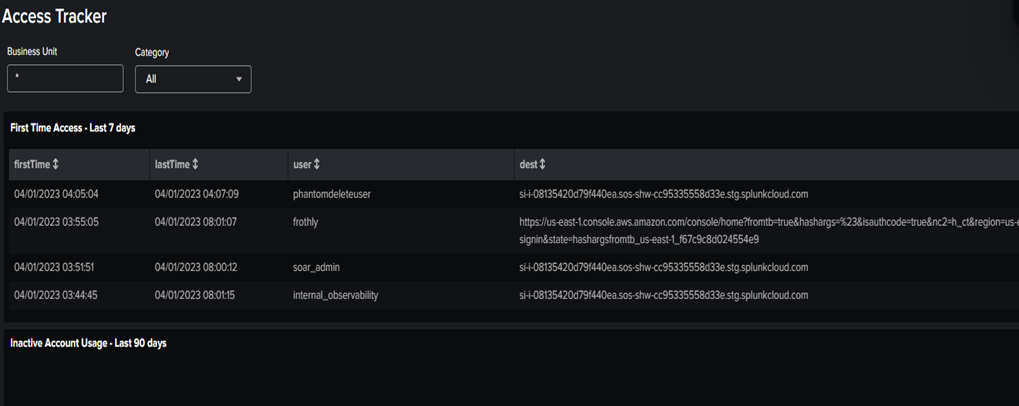 Access Tracker
Business Unit Category
* All
First Time Access - Last 7 days
firstTime lastTime user dest
04/01/2023 04:05:04 04/01/2023 04:07:09 phantomdeleteuser si-i-08135420d79f440ea.sos-shw-cc95335558d33e.stg.splunkcloud.com
04/01/2023 03:55:05 04/01/2023 08:01:07 frothly https://us-east-1.console.aws.amazon.com/console/home?fromtb=true&hashargs=%23&isauthcode=true&nc2=h_ct&region=us-
signin&state=hashargsfromtb_us-east-1_f67c9c8d024554e9
04/01/2023 03:51:51 04/01/2023 08:00:12 soar_admin si-i-08135420d79f440ea.sos-shw-cc95335558d33e.stg.splunkcloud.com
04/01/2023 03:44:45 04/01/2023 08:01:15 internal_observability si-i-08135420d79f440ea.sos-shw-cc95335558d33e.stg.splunkcloud.com
Inactive Account Usage - Last 90 days